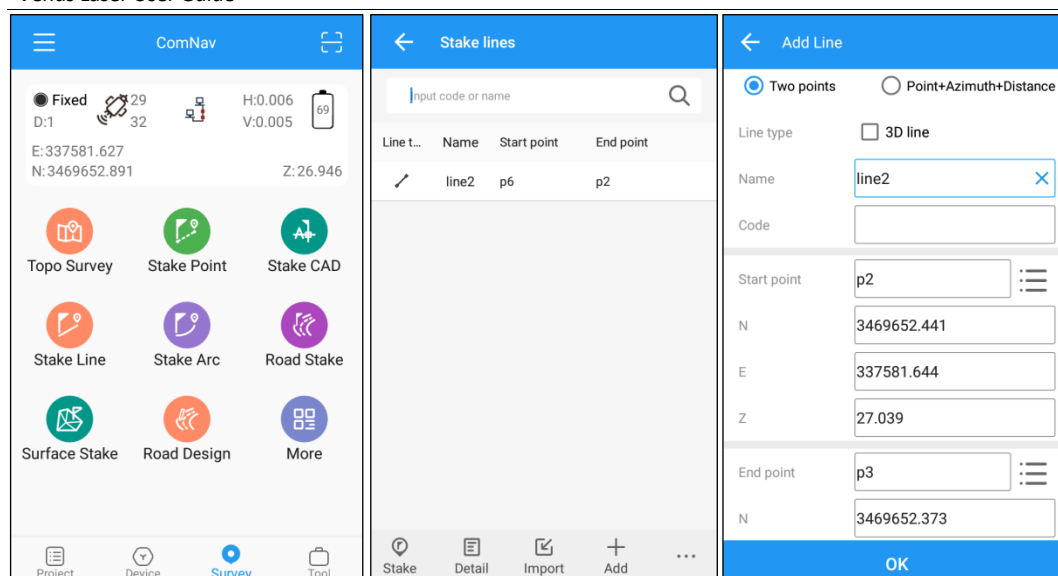 ComNav
Fixed 29
D:1 32
H:0.006
V:0.005
69
E:337581.627
N:3469652.891 Z:26.946
Topo Survey Stake Point Stake CAD
Stake Line Stake Arc Road Stake
Surface Stake Road Design More
Project Device Survey Tool
Stake lines
Input code or name
Line t... Name Start point End point
line2 p6 p2
Stake Detail Import Add ...
Add Line
Two points Point+Azimuth+Distance
Line type 3D line
Name line2
Code
Start point p2
N 3469652.441
E 337581.644
Z 27.039
End point p3
N 3469652.373
OK